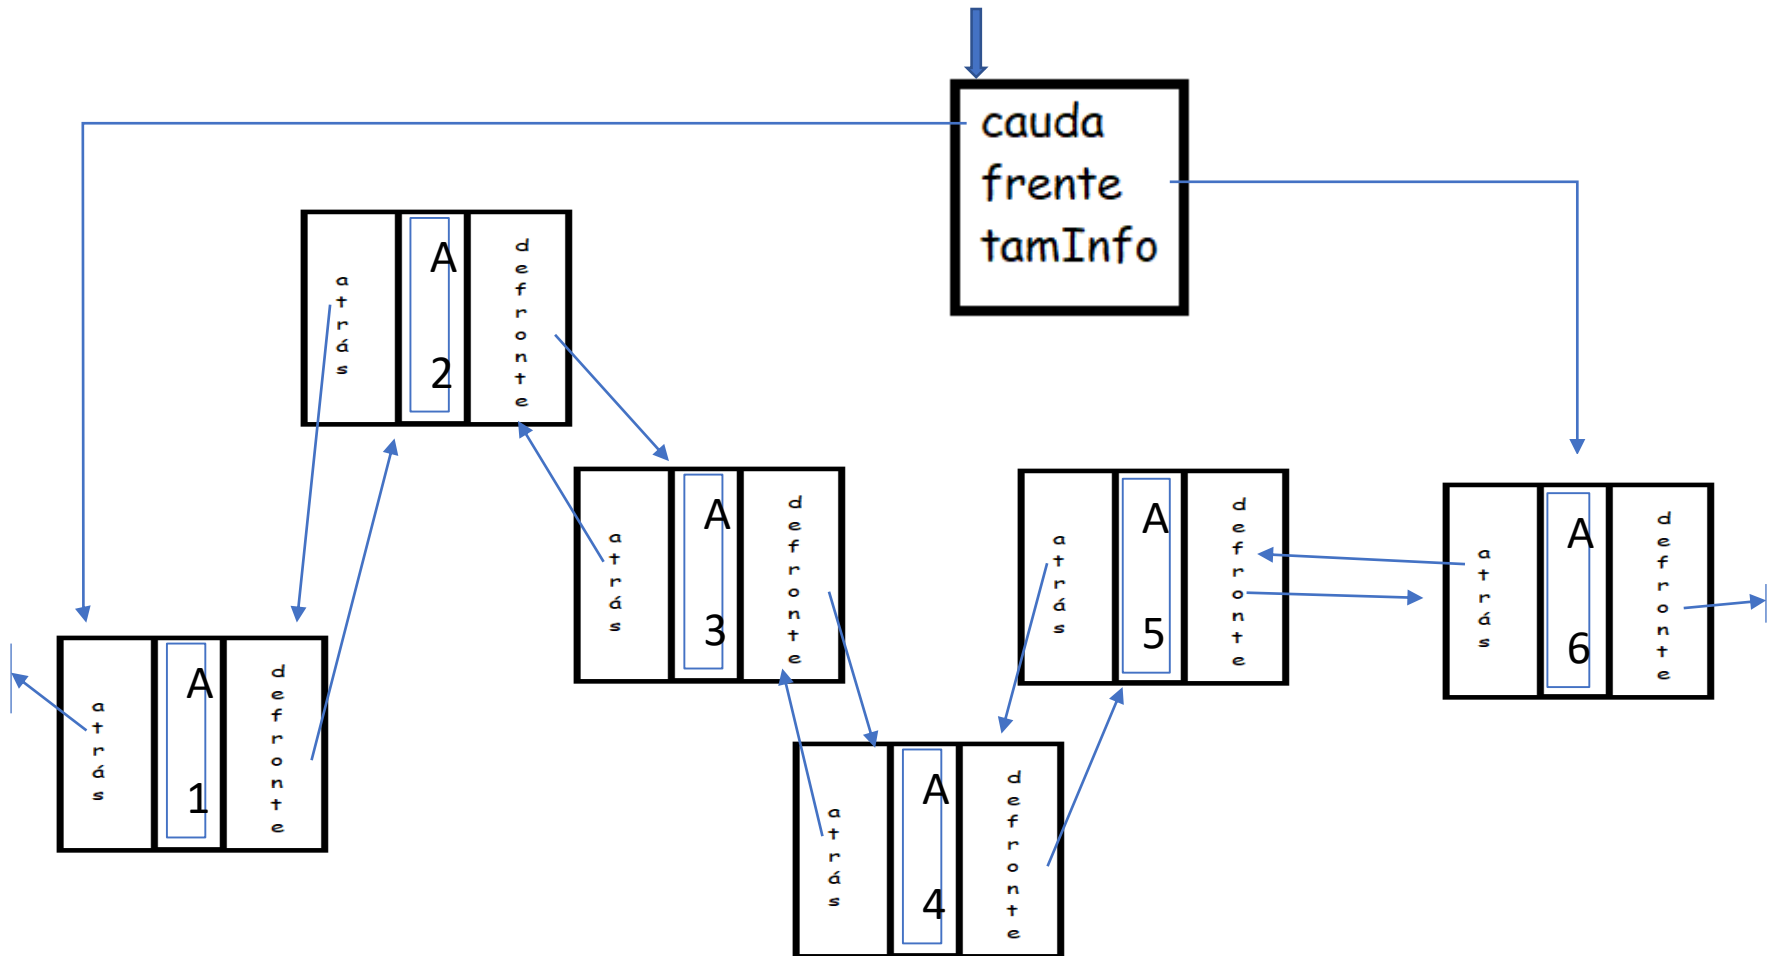 cauda
frente
tamInfo
atrás
A
2
defronte
atrás
A
3
defronte
atrás
A
5
defronte
atrás
A
6
defronte
atrás
A
1
defronte
atrás
A
4
defronte